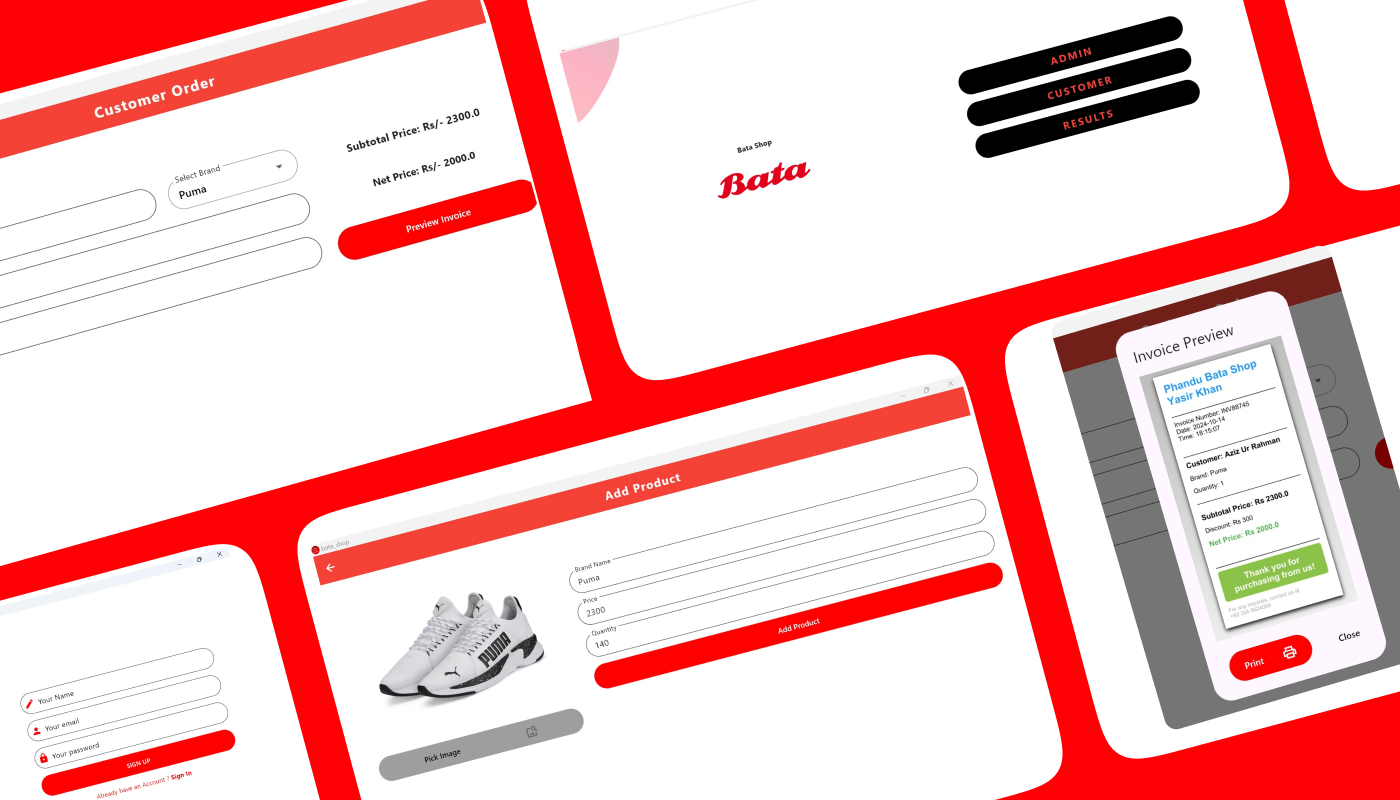 Customer Order
Select Brand
Puma
Subtotal Price: Rs/- 2300.0
Net Price: Rs/- 2000.0
Preview Invoice
Bata Shop
Bata
ADMIN
CUSTOMER
RESULTS
Your Name
Your email
Your password
SIGN UP
Already have an Account ? Sign In
bata_shop
Add Product
PUMA
Pick Image
Brand Name
Puma
Price
2300
Quantity
140
Add Product
Invoice Preview
Phandu Bata Shop
Yasir Khan
Invoice Number: INV88745
Date: 2024-10-14
Time: 18:15:07
Customer: Aziz Ur Rahman
Brand: Puma
Quantity: 1
Subtotal Price: Rs 2300.0
Discount: Rs 300
Net Price: Rs 2000.0
Thank you for
purchasing from us!
For any inquiries, contact us at
Print
Close